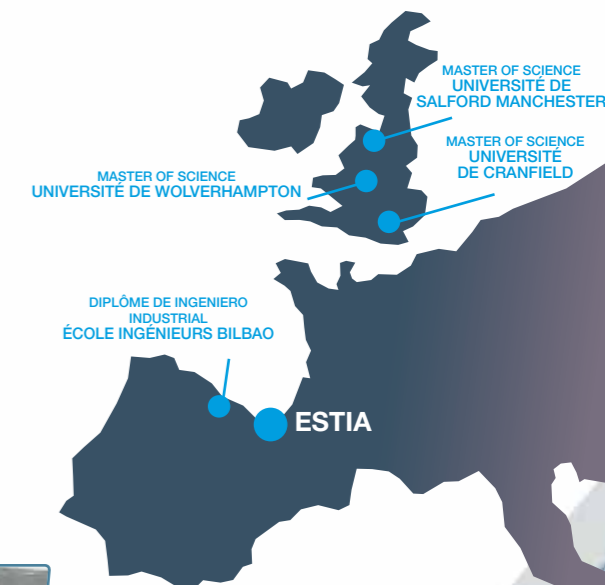 MASTER OF SCIENCE
UNIVERSITÉ DE
SALFORD MANCHESTER
MASTER OF SCIENCE
UNIVERSITÉ
DE CRANFIELD
MASTER OF SCIENCE
UNIVERSITÉ DE WOLVERHAMPTON
DIPLÔME DE INGENIERO
INDUSTRIAL
ÉCOLE INGÉNIEURS BILBAO
ESTIA